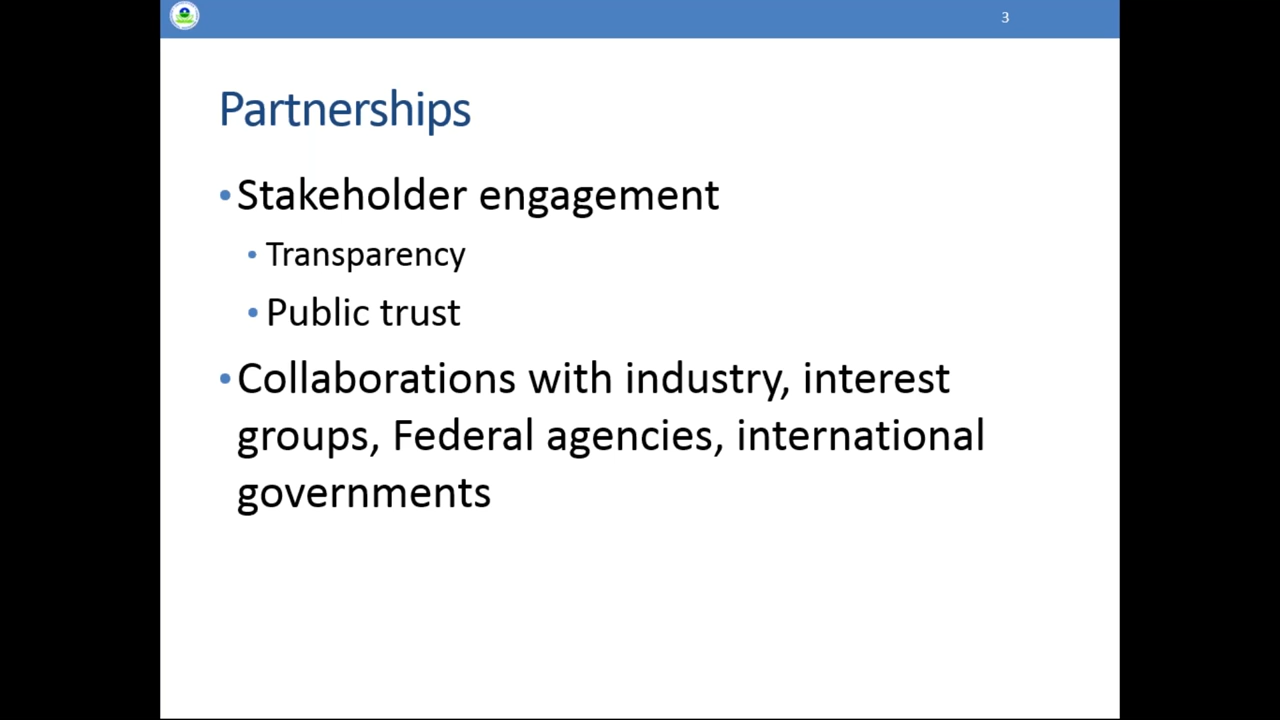 3
Partnerships
• Stakeholder engagement
• Transparency
• Public trust
• Collaborations with industry, interest
groups, Federal agencies, international
governments